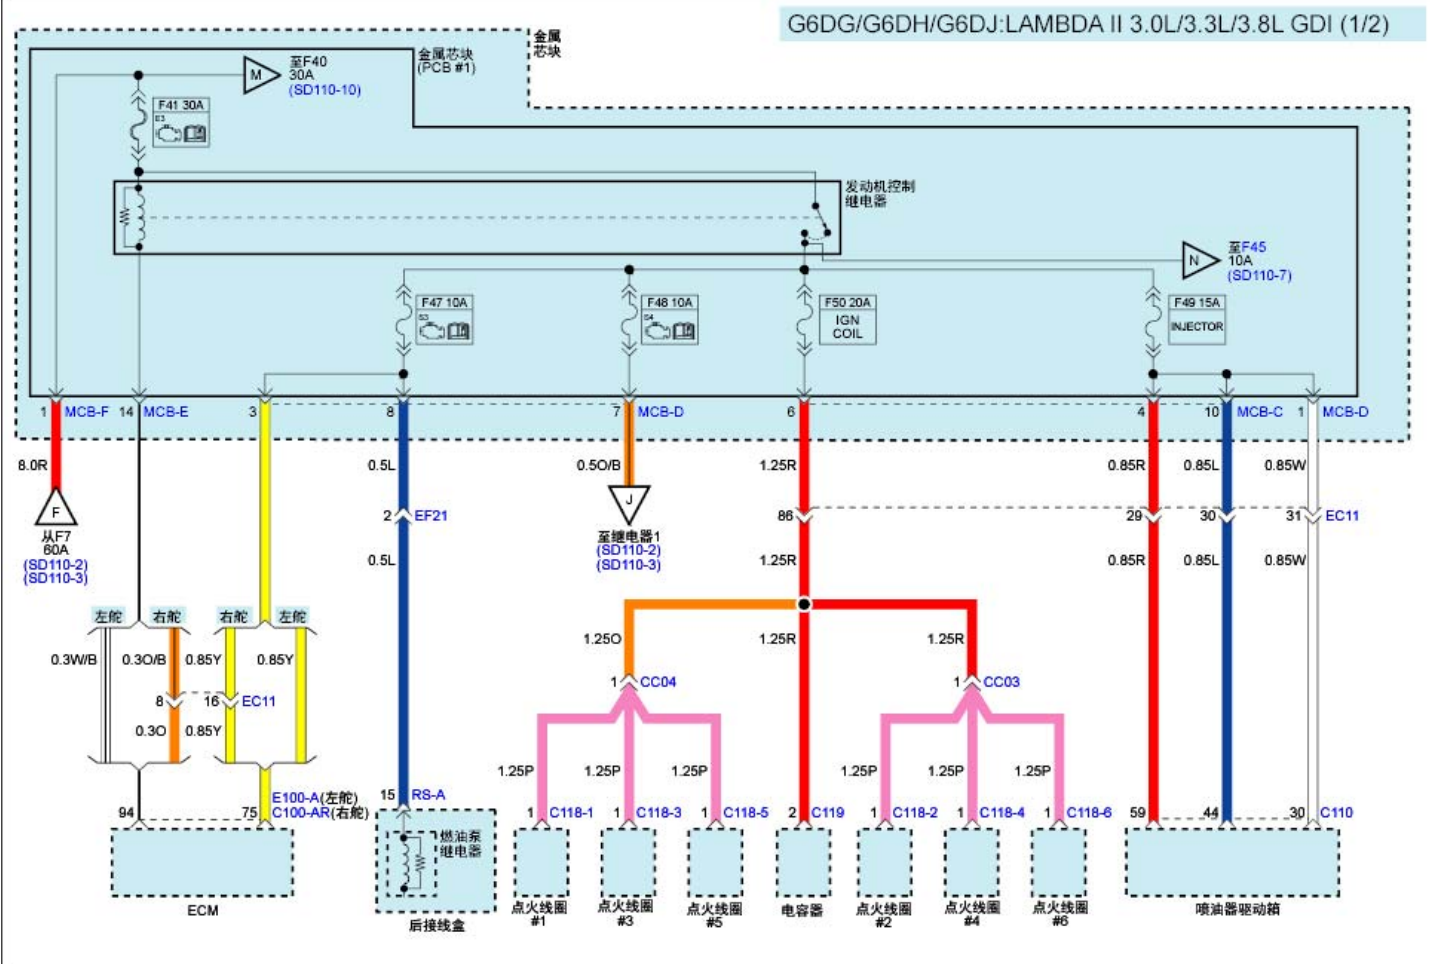 G6DG/G6DH/G6DJ:LAMBDA II 3.0L/3.3L/3.8L GDI (1/2)
金属
芯块
金属芯块
(PCB #1)
M
至F40
30A
(SD110-10)
F41 30A
E3
发动机控制
继电器
N
至F45
10A
(SD110-7)
F47 10A
S3
F48 10A
S4
F50 20A
IGN
COIL
F49 15A
INJECTOR
1 MCB-F 14 MCB-E 3 8 7 MCB-D 6 4 10 MCB-C 1 MCB-D
8.0R 0.5L 0.5O/B 1.25R 0.85R 0.85L 0.85W
F
从F7
60A
(SD110-2)
(SD110-3)
2 EF21
J
至继电器1
(SD110-2)
(SD110-3)
86 29 30 31 EC11
0.5L 1.25R 0.85R 0.85L 0.85W
左舵 右舵 右舵 左舵
1.25O 1.25R 1.25R
0.3W/B 0.3O/B 0.85Y 0.85Y
1 CC04 1 CC03
8 16 EC11
0.3O 0.85Y
1.25P 1.25P 1.25P 1.25P 1.25P 1.25P
E100-A(左舵)
C100-AR(右舵)
94 75
15 RS-A
1 C118-1 1 C118-3 1 C118-5 2 C119 1 C118-2 1 C118-4 1 C118-6 59 44 30 C110
燃油泵
继电器
ECM
后接线盒
点火线圈
#1
点火线圈
#3
点火线圈
#5
电容器
点火线圈
#2
点火线圈
#4
点火线圈
#6
喷油器驱动箱